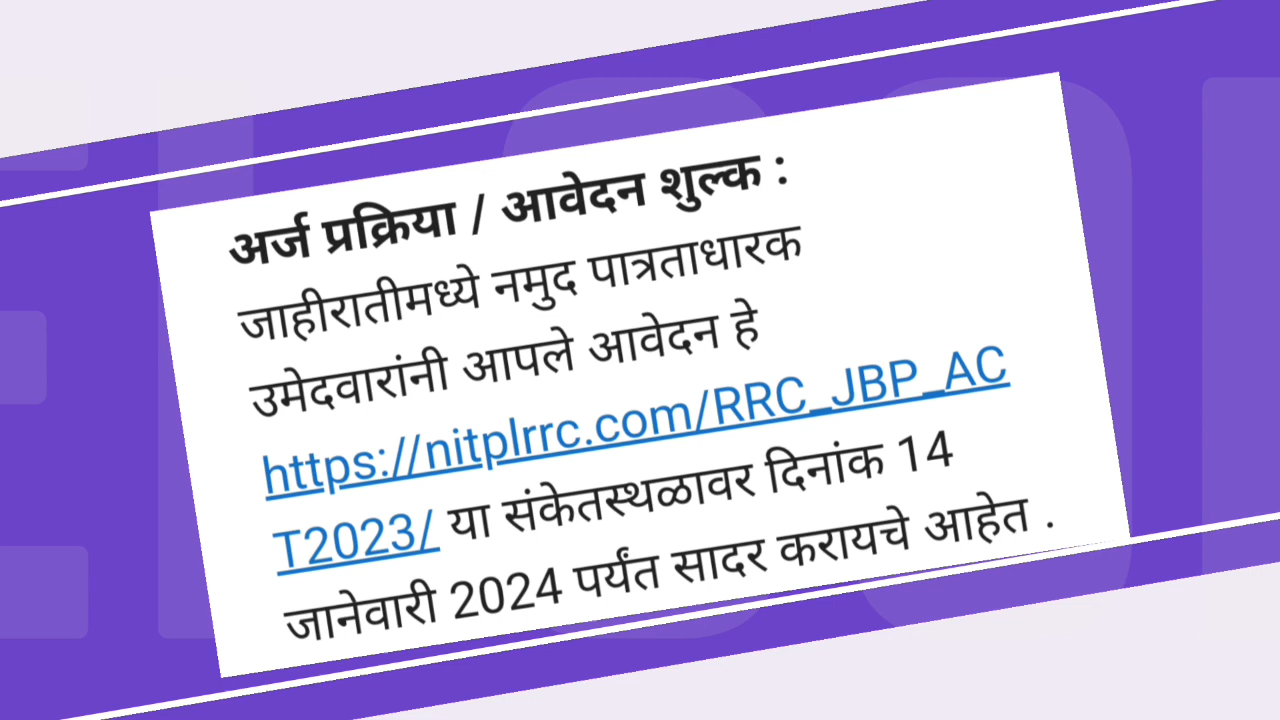 अर्ज प्रक्रिया / आवेदन शुल्क :
जाहीरातीमध्ये नमुद पात्रताधारक
उमेदवारांनी आपले आवेदन हे
https://nitplrrc.com/RRC_JBP_AC
T2023/ या संकेतस्थळावर दिनांक 14
जानेवारी 2024 पर्यंत सादर करायचे आहेत .